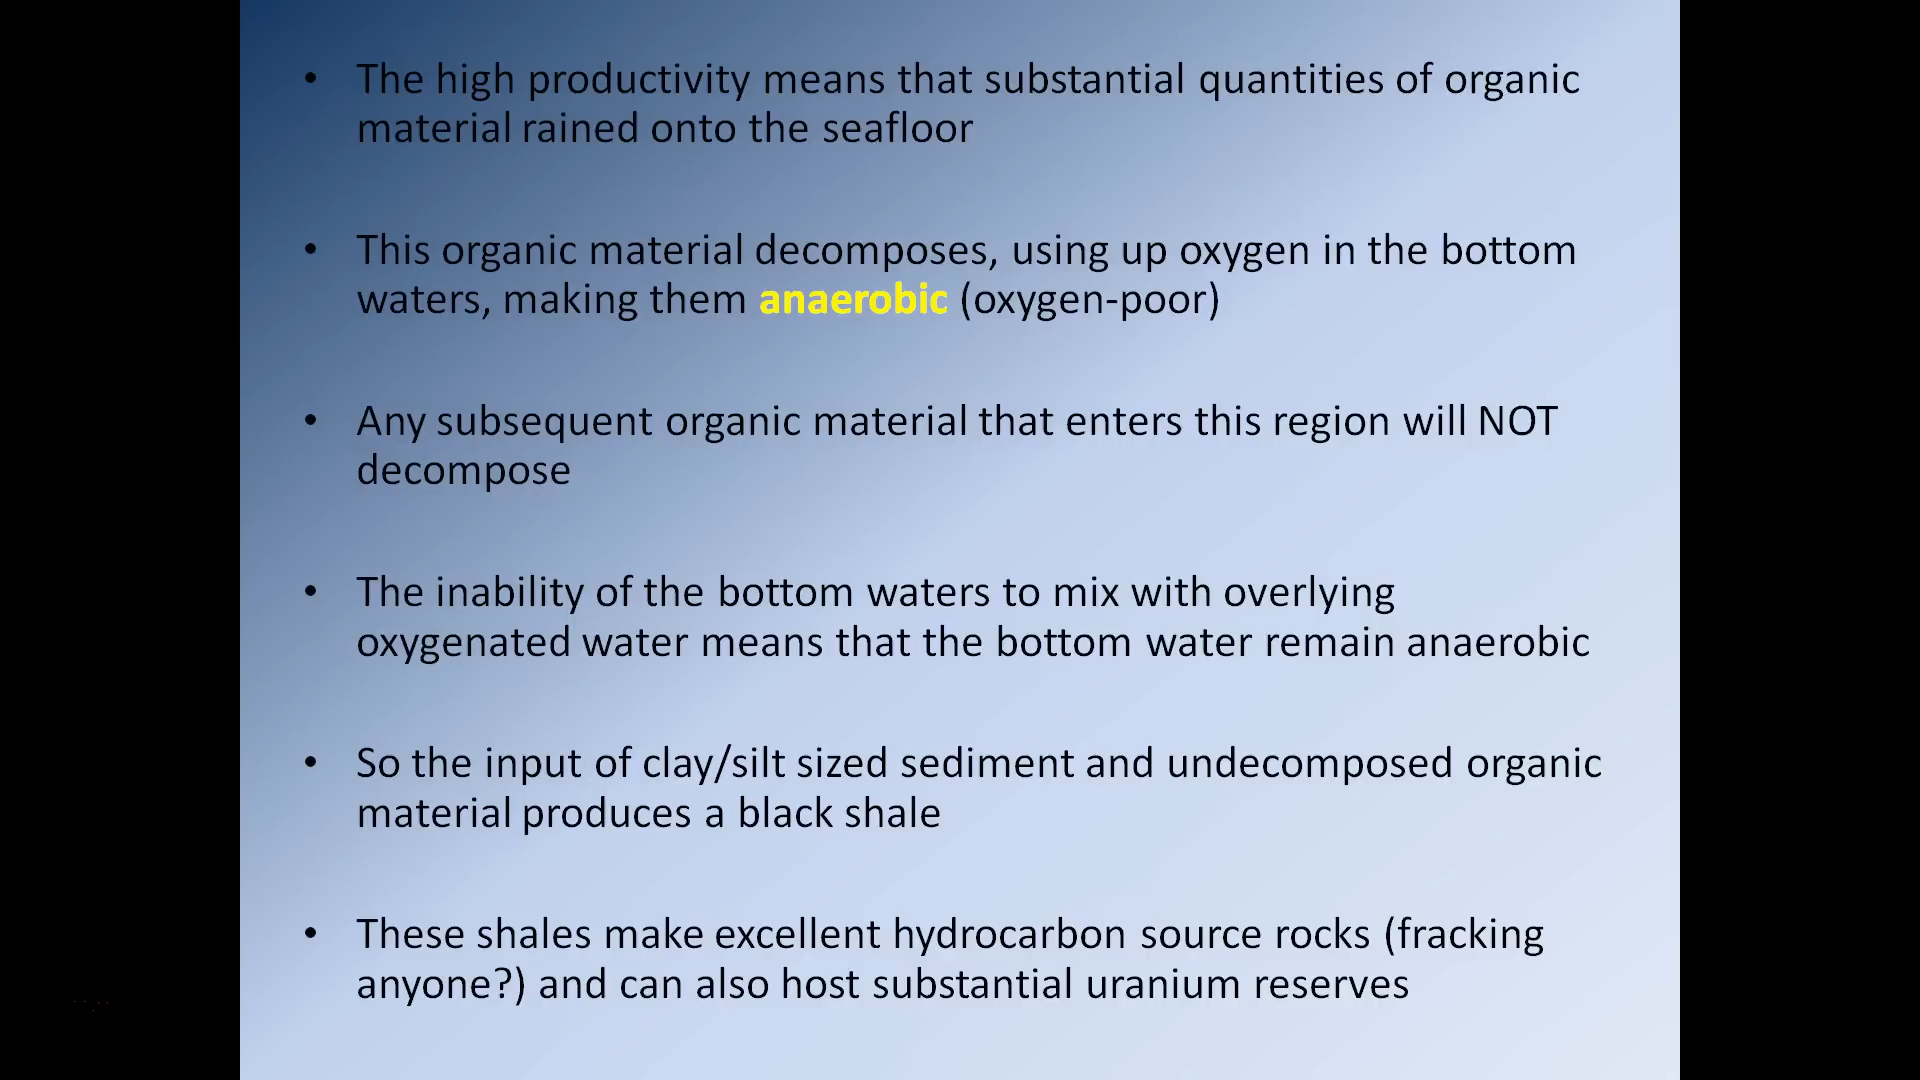 • The high productivity means that substantial quantities of organic
material rained onto the seafloor
• This organic material decomposes, using up oxygen in the bottom
waters, making them anaerobic (oxygen-poor)
• Any subsequent organic material that enters this region will NOT
decompose
• The inability of the bottom waters to mix with overlying
oxygenated water means that the bottom water remain anaerobic
• So the input of clay/silt sized sediment and undecomposed organic
material produces a black shale
• These shales make excellent hydrocarbon source rocks (fracking
anyone?) and can also host substantial uranium reserves